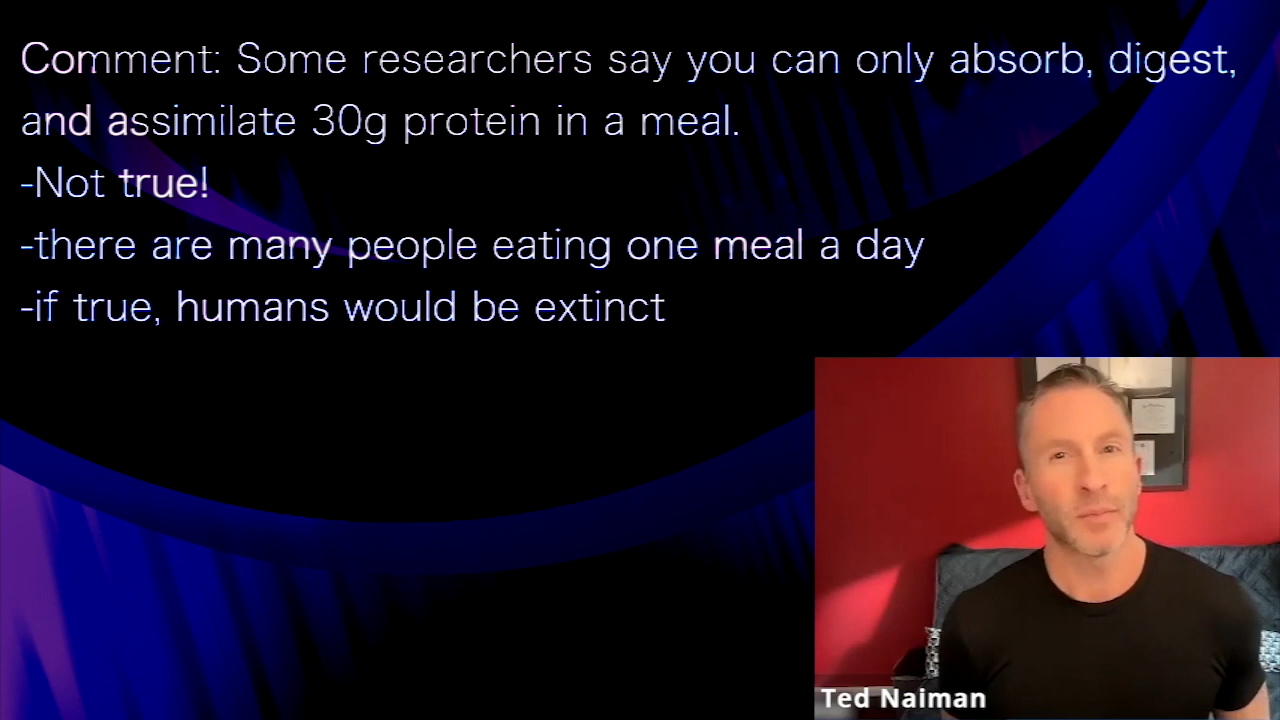 Comment: Some researchers say you can only absorb, digest,
and assimilate 30g protein in a meal.
-Not true!
-there are many people eating one meal a day
-if true, humans would be extinct
Ted Naiman